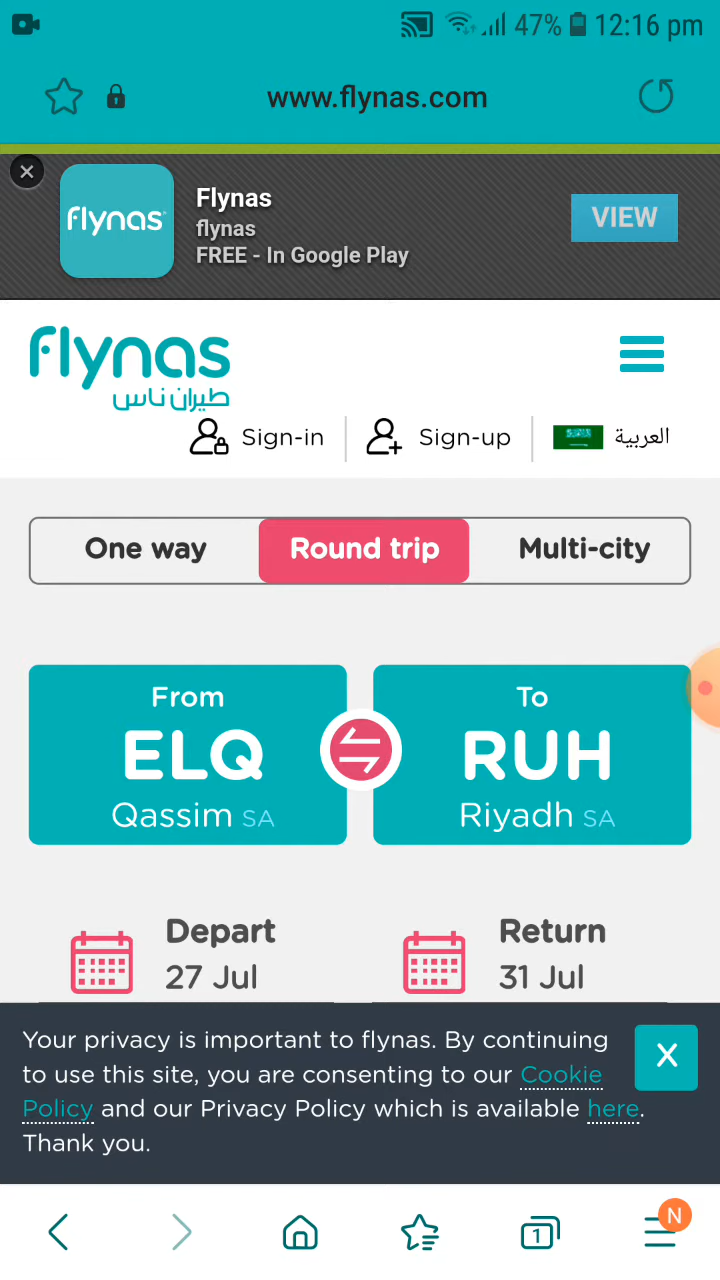 47% 12:16 pm
www.flynas.com
flynas
Flynas
flynas
FREE - In Google Play
VIEW
flynas
طيران ناس
Sign-in
Sign-up
العربية
One way
Round trip
Multi-city
From
ELQ
Qassim SA
To
RUH
Riyadh SA
Depart
27 Jul
Return
31 Jul
Your privacy is important to flynas. By continuing
to use this site, you are consenting to our Cookie
Policy and our Privacy Policy which is available here.
Thank you.
X
1
N